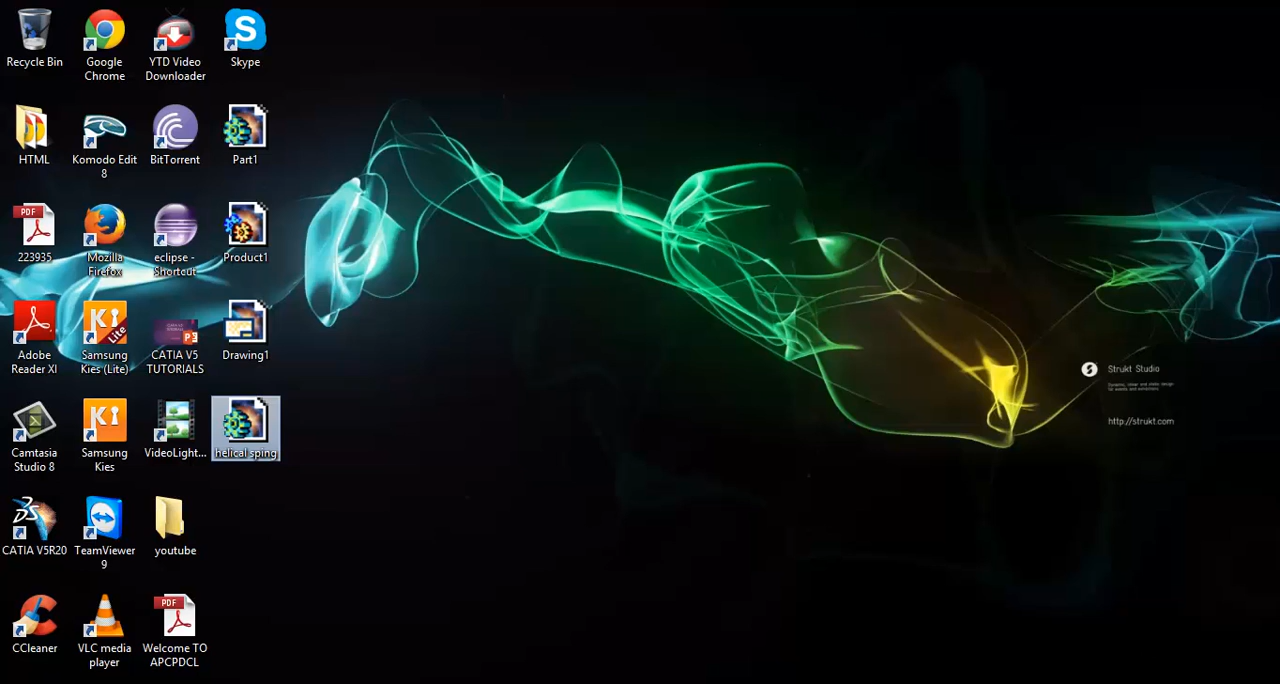 Recycle Bin
Google
Chrome
YTD Video
Downloader
Skype
HTML
Komodo Edit
8
BitTorrent
Part1
PDF
223935
Mozilla
Firefox
eclipse -
Shortcut
Product1
Adobe
Reader XI
Lite
Samsung
Kies (Lite)
CATIA V5
TUTORIALS
Drawing1
Camtasia
Studio 8
Samsung
Kies
VideoLight...
helical sping
CATIA V5R20
TeamViewer
9
youtube
CCleaner
VLC media
player
PDF
Welcome TO
APCPDCL
Strukt Studio
http://strukt.com